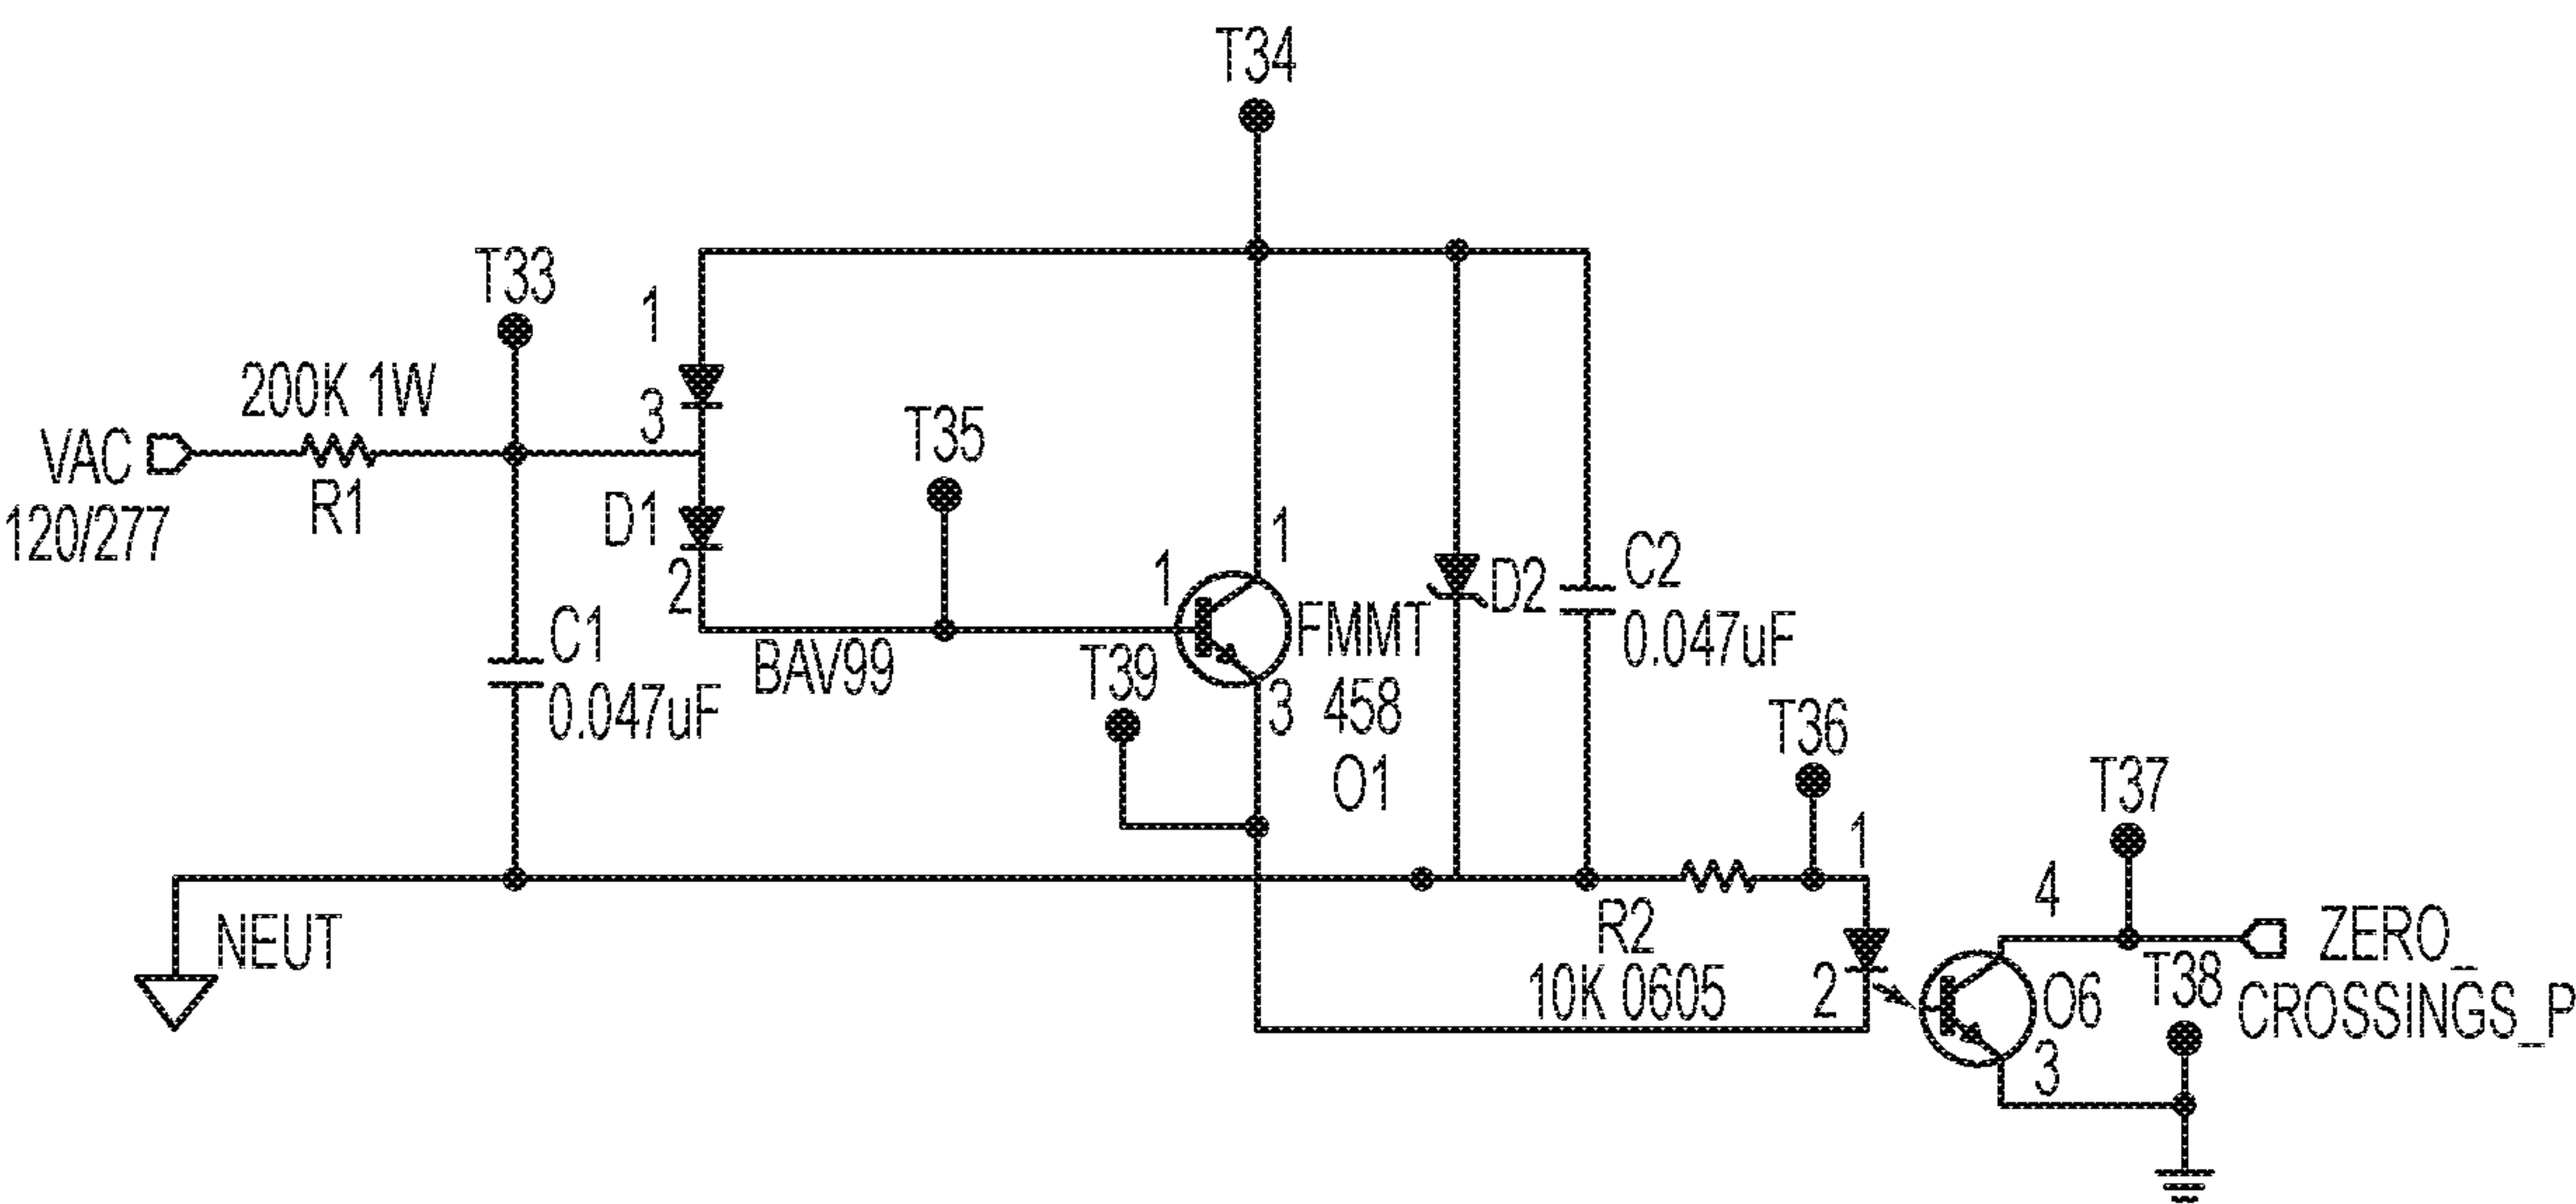 T34
T33
1
200K 1W
3
T35
VAC
120/277
R1
D1
1
1
2
C2
0.047uF
D2
C1
0.047uF
BAV99
T39
FMMT
458
O1
3
T36
T37
1
4
NEUT
R2
10K 0605
2
O6
3
T38
ZERO_
CROSSINGS_P